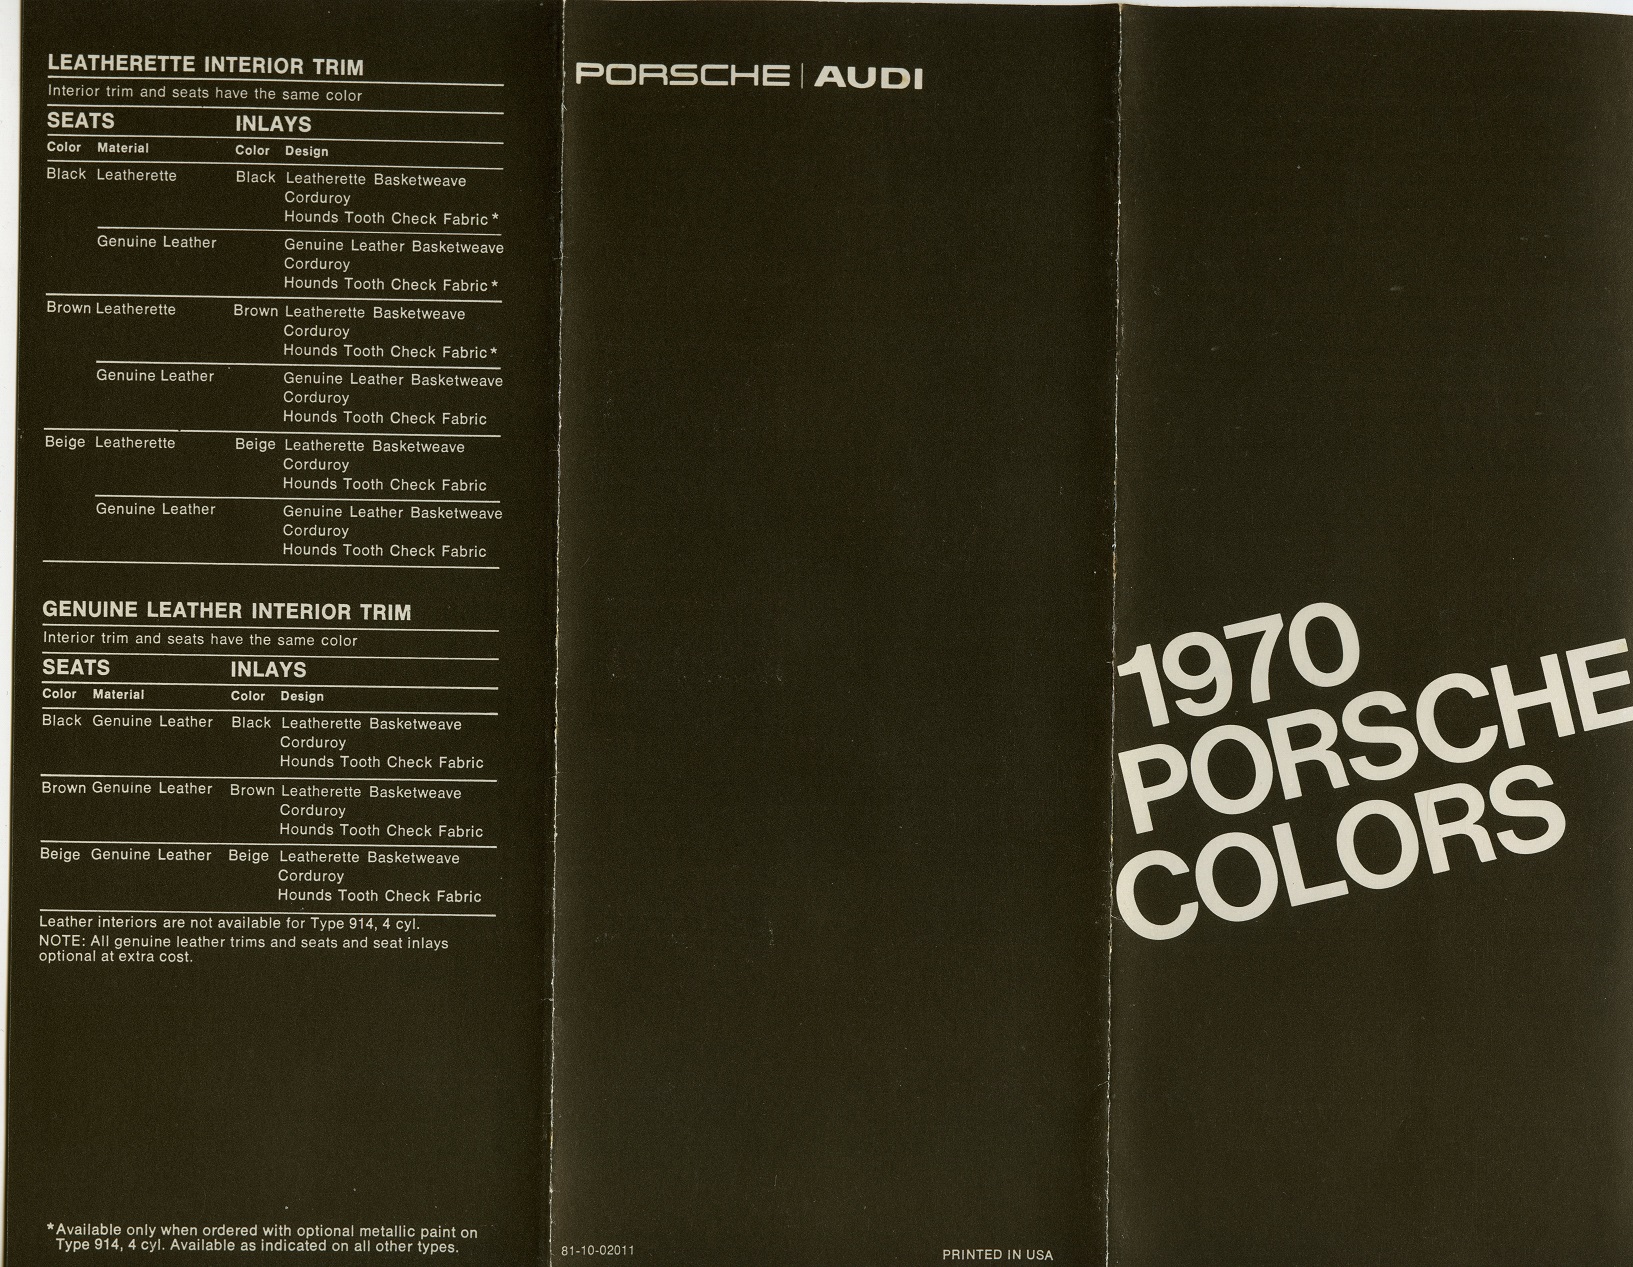 LEATHERETTE INTERIOR TRIM
Interior trim and seats have the same color
SEATS INLAYS
Color Material Color Design
Black Leatherette Black Leatherette Basketweave
Corduroy
Hounds Tooth Check Fabric*
Genuine Leather Genuine Leather Basketweave
Corduroy
Hounds Tooth Check Fabric*
Brown Leatherette Brown Leatherette Basketweave
Corduroy
Hounds Tooth Check Fabric*
Genuine Leather Genuine Leather Basketweave
Corduroy
Hounds Tooth Check Fabric
Beige Leatherette Beige Leatherette Basketweave
Corduroy
Hounds Tooth Check Fabric
Genuine Leather Genuine Leather Basketweave
Corduroy
Hounds Tooth Check Fabric
GENUINE LEATHER INTERIOR TRIM
Interior trim and seats have the same color
SEATS INLAYS
Color Material Color Design
Black Genuine Leather Black Leatherette Basketweave
Corduroy
Hounds Tooth Check Fabric
Brown Genuine Leather Brown Leatherette Basketweave
Corduroy
Hounds Tooth Check Fabric
Beige Genuine Leather Beige Leatherette Basketweave
Corduroy
Hounds Tooth Check Fabric
Leather interiors are not available for Type 914, 4 cyl.
NOTE: All genuine leather trims and seats and seat inlays
optional at extra cost.
*Available only when ordered with optional metallic paint on
Type 914, 4 cyl. Available as indicated on all other types.
PORSCHE | AUDI
81-10-02011
PRINTED IN USA
1970
PORSCHE
COLORS